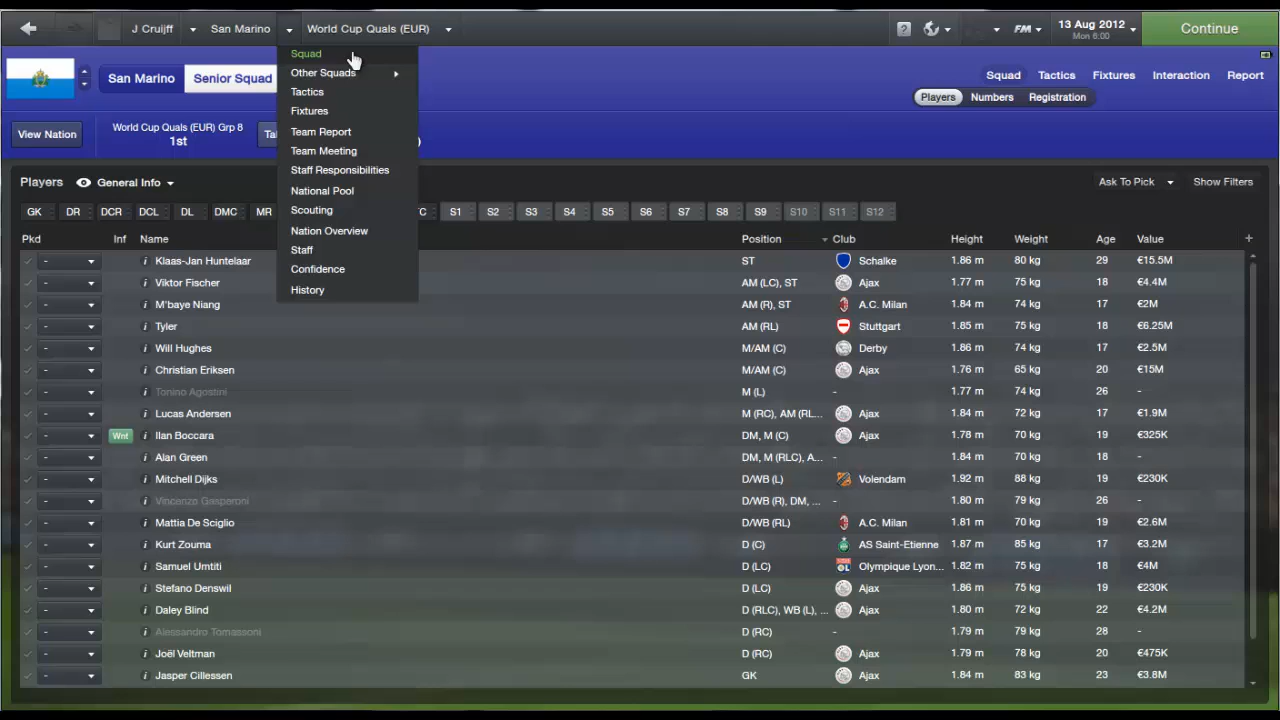 J Cruijff San Marino World Cup Quals (EUR) ? FM 13 Aug 2012 Continue
Mon 6:00
San Marino Senior Squad Squad Tactics Fixtures Interaction Report
Players Numbers Registration
View Nation World Cup Quals (EUR) Grp 8
1st )
Squad
Other Squads
Tactics
Fixtures
Team Report
Team Meeting
Staff Responsibilities
National Pool
Scouting
Nation Overview
Staff
Confidence
History
Players General Info Ask To Pick Show Filters
GK DR DCR DCL DL DMC MR S1 S2 S3 S4 S5 S6 S7 S8 S9 S10 S11 S12
Pkd Inf Name Position Club Height Weight Age Value +
- i Klaas-Jan Huntelaar ST Schalke 1.86 m 80 kg 29 €15.5M
- i Viktor Fischer AM (LC), ST Ajax 1.77 m 75 kg 18 €4.4M
- i M'baye Niang AM (R), ST A.C. Milan 1.84 m 74 kg 17 €2M
- i Tyler AM (RL) Stuttgart 1.85 m 75 kg 18 €6.25M
- i Will Hughes M/AM (C) Derby 1.86 m 74 kg 17 €2.5M
- i Christian Eriksen M/AM (C) Ajax 1.76 m 65 kg 20 €15M
- i Tonino Agostini M (L) - 1.77 m 74 kg 26 -
- i Lucas Andersen M (RC), AM (RL... Ajax 1.84 m 72 kg 17 €1.9M
- Wnt i Ilan Boccara DM, M (C) Ajax 1.78 m 70 kg 19 €325K
- i Alan Green DM, M (RLC), A... - 1.84 m 70 kg 18 -
- i Mitchell Dijks D/WB (L) Volendam 1.92 m 88 kg 19 €230K
- i Vincenzo Gasperoni D/WB (R), DM, ... - 1.80 m 79 kg 26 -
- i Mattia De Sciglio D/WB (RL) A.C. Milan 1.81 m 70 kg 19 €2.6M
- i Kurt Zouma D (C) AS Saint-Etienne 1.87 m 85 kg 17 €3.2M
- i Samuel Umtiti D (LC) Olympique Lyon... 1.82 m 75 kg 18 €4M
- i Stefano Denswil D (LC) Ajax 1.86 m 75 kg 19 €230K
- i Daley Blind D (RLC), WB (L), ... Ajax 1.80 m 72 kg 22 €4.2M
- i Alessandro Tomassoni D (RC) - 1.79 m 79 kg 28 -
- i Joël Veltman D (RC) Ajax 1.79 m 78 kg 20 €475K
- i Jasper Cillessen GK Ajax 1.84 m 83 kg 23 €3.8M